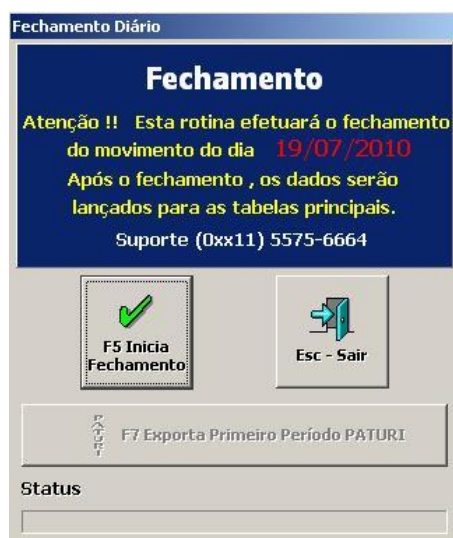 Fechamento Diário
Fechamento
Atenção !! Esta rotina efetuará o fechamento
do movimento do dia 19/07/2010
Após o fechamento , os dados serão
lançados para as tabelas principais.
Suporte (0xx11) 5575-6664
F5 Inicia
Fechamento
Esc - Sair
PATURI
F7 Exporta Primeiro Período PATURI
Status